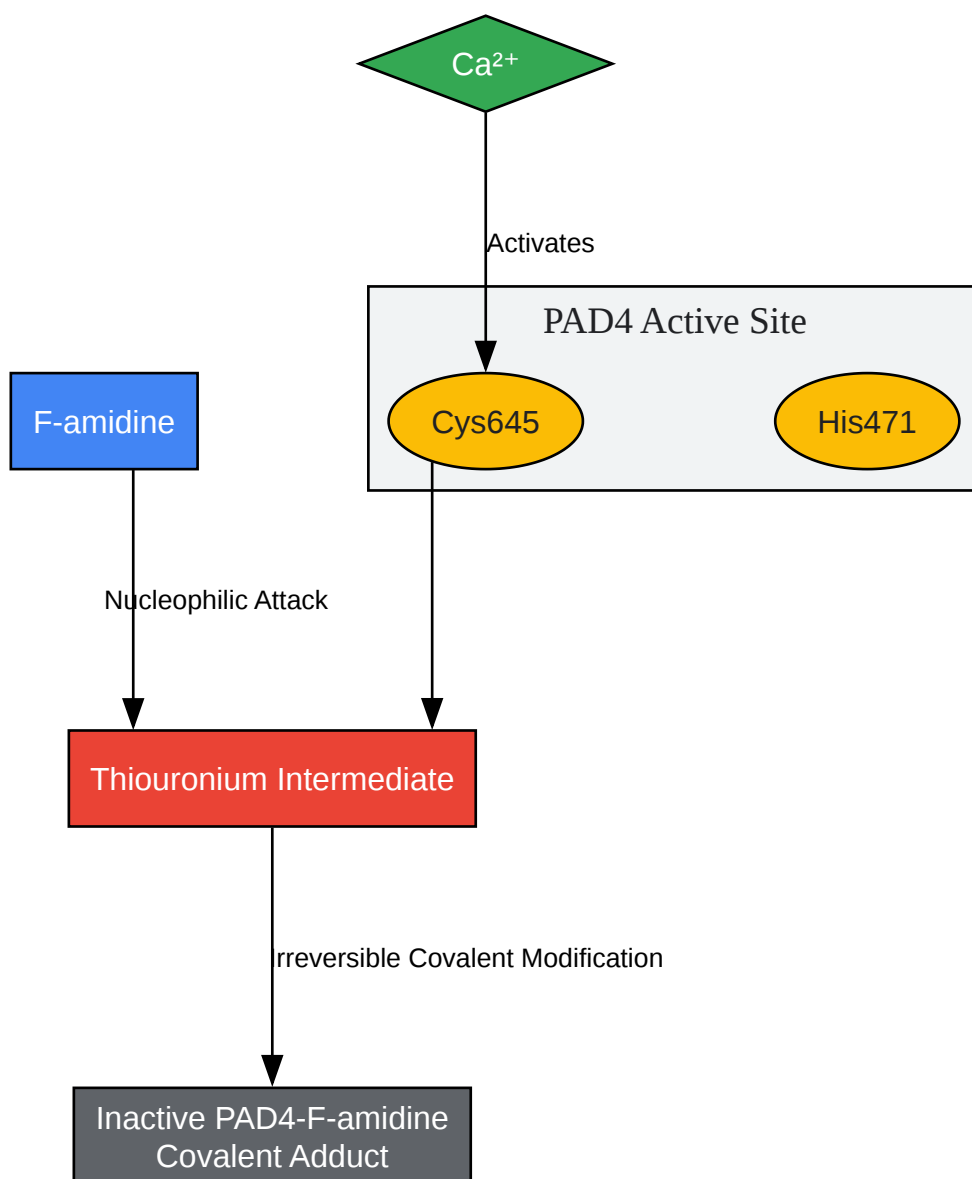 Ca²⁺
Activates
PAD4 Active Site
F-amidine
Cys645
His471
Nucleophilic Attack
Thiouronium Intermediate
Irreversible Covalent Modification
Inactive PAD4-F-amidine
Covalent Adduct